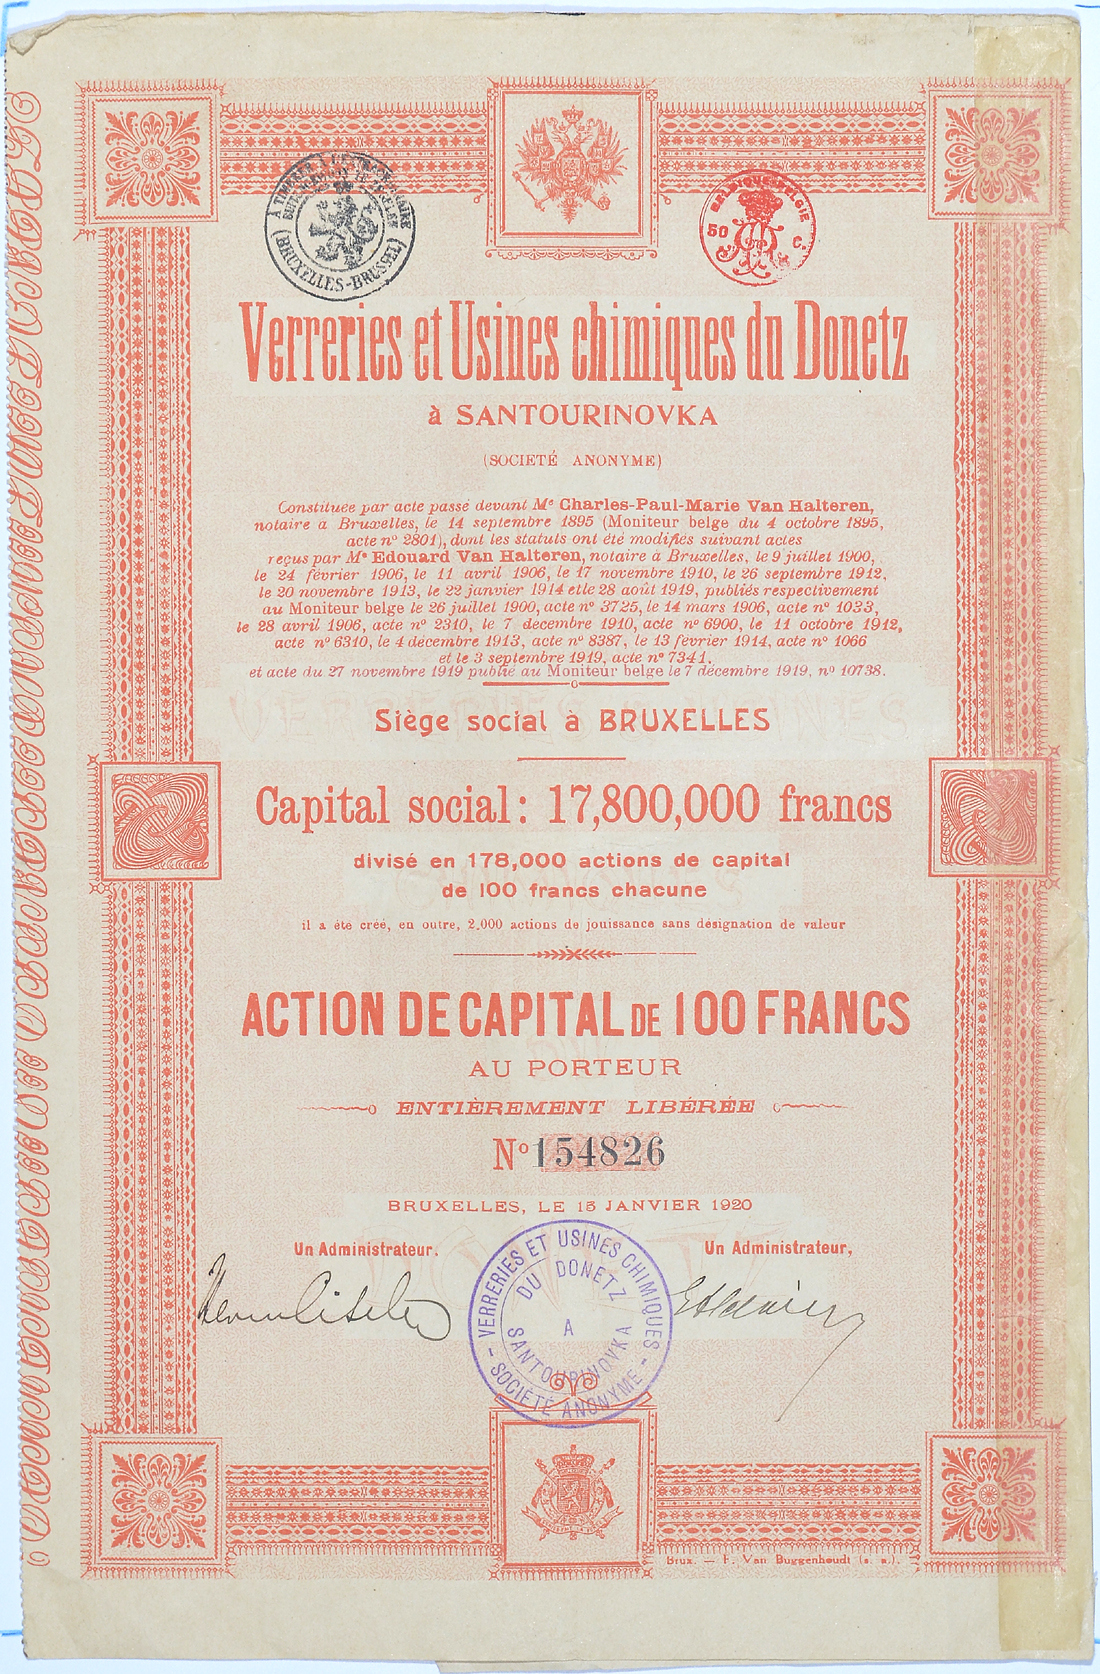 A TIMBRER À L'EXTRAORDINAIRE
(BRUXELLES-BRUSSEL)
BELGIQUE-BELGIE
50 C.
Verreries et Usines chimiques du Donetz
à SANTOURINOVKA
(SOCIETÉ ANONYME)
Constituée par acte passé devant Me Charles-Paul-Marie Van Halteren,
notaire à Bruxelles, le 14 septembre 1895 (Moniteur belge du 4 octobre 1895,
acte no 2801), dont les statuts ont été modifiés suivant actes
reçus par Me Edouard Van Halteren, notaire à Bruxelles, le 9 juillet 1900,
le 24 février 1906, le 11 avril 1906, le 17 novembre 1910, le 26 septembre 1912,
le 20 novembre 1913, le 22 janvier 1914 et le 28 août 1919, publiés respectivement
au Moniteur belge le 26 juillet 1900, acte no 3725, le 14 mars 1906, acte no 1033,
le 28 avril 1906, acte no 2310, le 7 décembre 1910, acte no 6900, le 11 octobre 1912,
acte no 6310, le 4 décembre 1913, acte no 8387, le 13 février 1914, acte no 1066
et le 3 septembre 1919, acte no 7341,
et acte du 27 novembre 1919 publié au Moniteur belge le 7 décembre 1919, no 10738.
Siège social à BRUXELLES
Capital social : 17,800,000 francs
divisé en 178,000 actions de capital
de 100 francs chacune
il a été créé, en outre, 2,000 actions de jouissance sans désignation de valeur
ACTION DE CAPITAL DE 100 FRANCS
AU PORTEUR
ENTIÈREMENT LIBÉRÉE
No 154826
BRUXELLES, LE 15 JANVIER 1920
Un Administrateur.
Un Administrateur,
VERRERIES ET USINES CHIMIQUES
DU DONETZ
A
SANTOURINOVKA
- SOCIETÉ ANONYME -
Brux. — F. Van Buggenhoudt (s. a.).